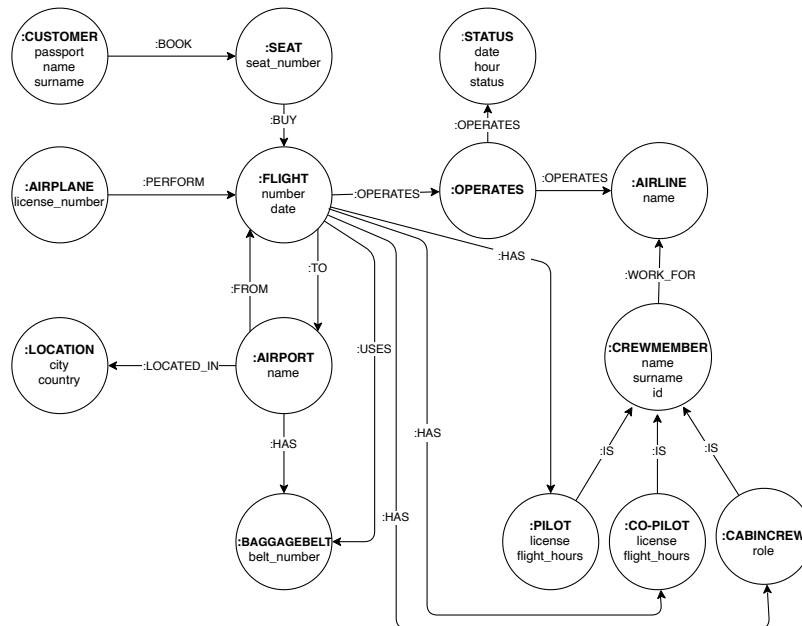 :CUSTOMER
passport
name
surname
:BOOK
:SEAT
seat_number
:STATUS
date
hour
status
:BUY
:OPERATES
:AIRPLANE
license_number
:PERFORM
:FLIGHT
number
date
:OPERATES
:OPERATES
:OPERATES
:AIRLINE
name
:HAS
:TO
:FROM
:WORK_FOR
:LOCATION
city
country
:LOCATED_IN
:AIRPORT
name
:USES
:CREWMEMBER
name
surname
id
:HAS
:HAS
:IS
:IS
:IS
:HAS
:BAGGAGEBELT
belt_number
:PILOT
license
flight_hours
:CO-PILOT
license
flight_hours
:CABINCREW
role